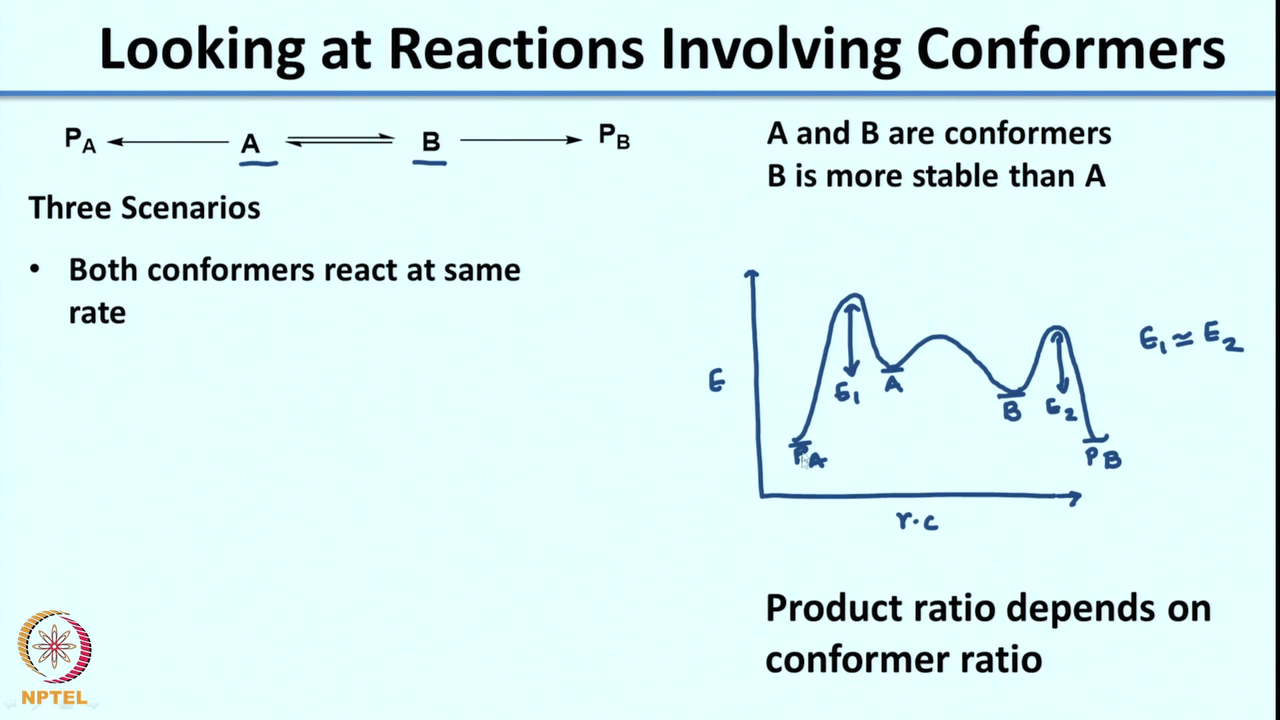 Looking at Reactions Involving Conformers
PA A B PB
A and B are conformers
B is more stable than A
Three Scenarios
• Both conformers react at same
rate
E
E1
A
B
E2
PA
PB
r.c
E1 ≃ E2
Product ratio depends on
conformer ratio
NPTEL